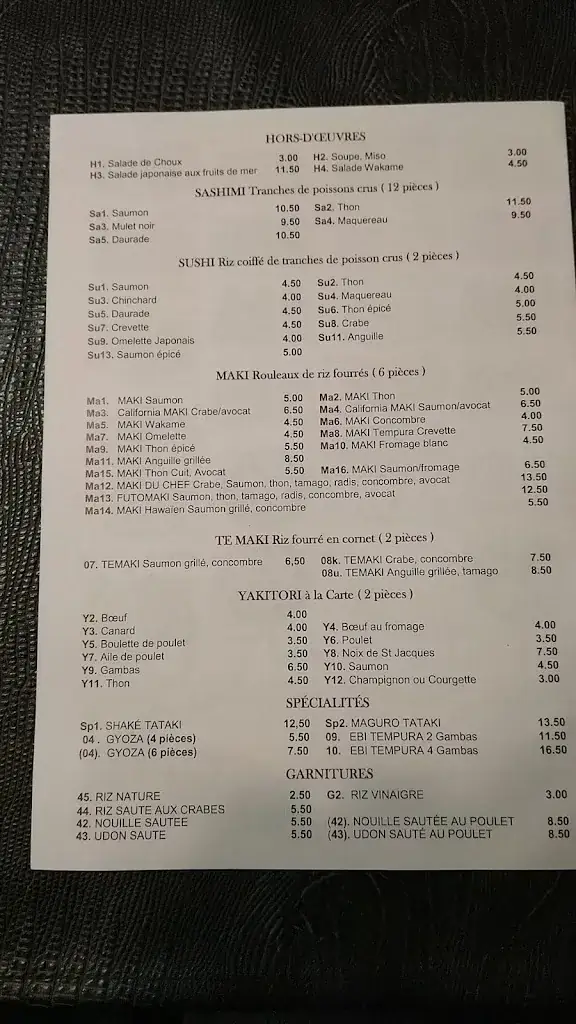 HORS-D'ŒUVRES
H1. Salade de Choux 3.00 H2. Soupe, Miso 3.00
H3. Salade japonaise aux fruits de mer 11.50 H4. Salade Wakame 4.50
SASHIMI Tranches de poissons crus ( 12 pièces )
Sa1. Saumon 10.50 Sa2. Thon 11.50
Sa3. Mulet noir 9.50 Sa4. Maquereau 9.50
Sa5. Daurade 10.50
SUSHI Riz coiffé de tranches de poisson crus ( 2 pièces )
Su1. Saumon 4.50 Su2. Thon 4.50
Su3. Chinchard 4.00 Su4. Maquereau 4.00
Su5. Daurade 4.50 Su6. Thon épicé 5.00
Su7. Crevette 4.50 Su8. Crabe 5.50
Su9. Omelette Japonais 4.00 Su11. Anguille 5.50
Su13. Saumon épicé 5.00
MAKI Rouleaux de riz fourrés ( 6 pièces )
Ma1. MAKI Saumon 5.00 Ma2. MAKI Thon 5.00
Ma3. California MAKI Crabe/avocat 6.50 Ma4. California MAKI Saumon/avocat 6.50
Ma5. MAKI Wakame 4.50 Ma6. MAKI Concombre 4.00
Ma7. MAKI Omelette 4.50 Ma8. MAKI Tempura Crevette 7.50
Ma9. MAKI Thon épicé 5.50 Ma10. MAKI Fromage blanc 4.50
Ma11. MAKI Anguille grillée 8.50
Ma15. MAKI Thon Cuit, Avocat 5.50 Ma16. MAKI Saumon/fromage 6.50
Ma12. MAKI DU CHEF Crabe, Saumon, thon, tamago, radis, concombre, avocat 13.50
Ma13. FUTOMAKI Saumon, thon, tamago, radis, concombre, avocat 12.50
Ma14. MAKI Hawaïen Saumon grillé, concombre 5.50
TE MAKI Riz fourré en cornet ( 2 pièces )
07. TEMAKI Saumon grillé, concombre 6,50 08k. TEMAKI Crabe, concombre 7.50
08u. TEMAKI Anguille grillée, tamago 8.50
YAKITORI à la Carte ( 2 pièces )
Y2. Bœuf 4.00
Y3. Canard 4.00 Y4. Bœuf au fromage 4.00
Y5. Boulette de poulet 3.50 Y6. Poulet 3.50
Y7. Aile de poulet 3.50 Y8. Noix de St Jacques 7.50
Y9. Gambas 6.50 Y10. Saumon 4.50
Y11. Thon 4.50 Y12. Champignon ou Courgette 3.00
SPÉCIALITÉS
Sp1. SHAKÉ TATAKI 12,50 Sp2. MAGURO TATAKI 13.50
04 . GYOZA (4 pièces) 5.50 09. EBI TEMPURA 2 Gambas 11.50
(04). GYOZA (6 pièces) 7.50 10. EBI TEMPURA 4 Gambas 16.50
GARNITURES
45. RIZ NATURE 2.50 G2. RIZ VINAIGRE 3.00
44. RIZ SAUTE AUX CRABES 5.50
42. NOUILLE SAUTEE 5.50 (42). NOUILLE SAUTÉE AU POULET 8.50
43. UDON SAUTE 5.50 (43). UDON SAUTÉ AU POULET 8.50